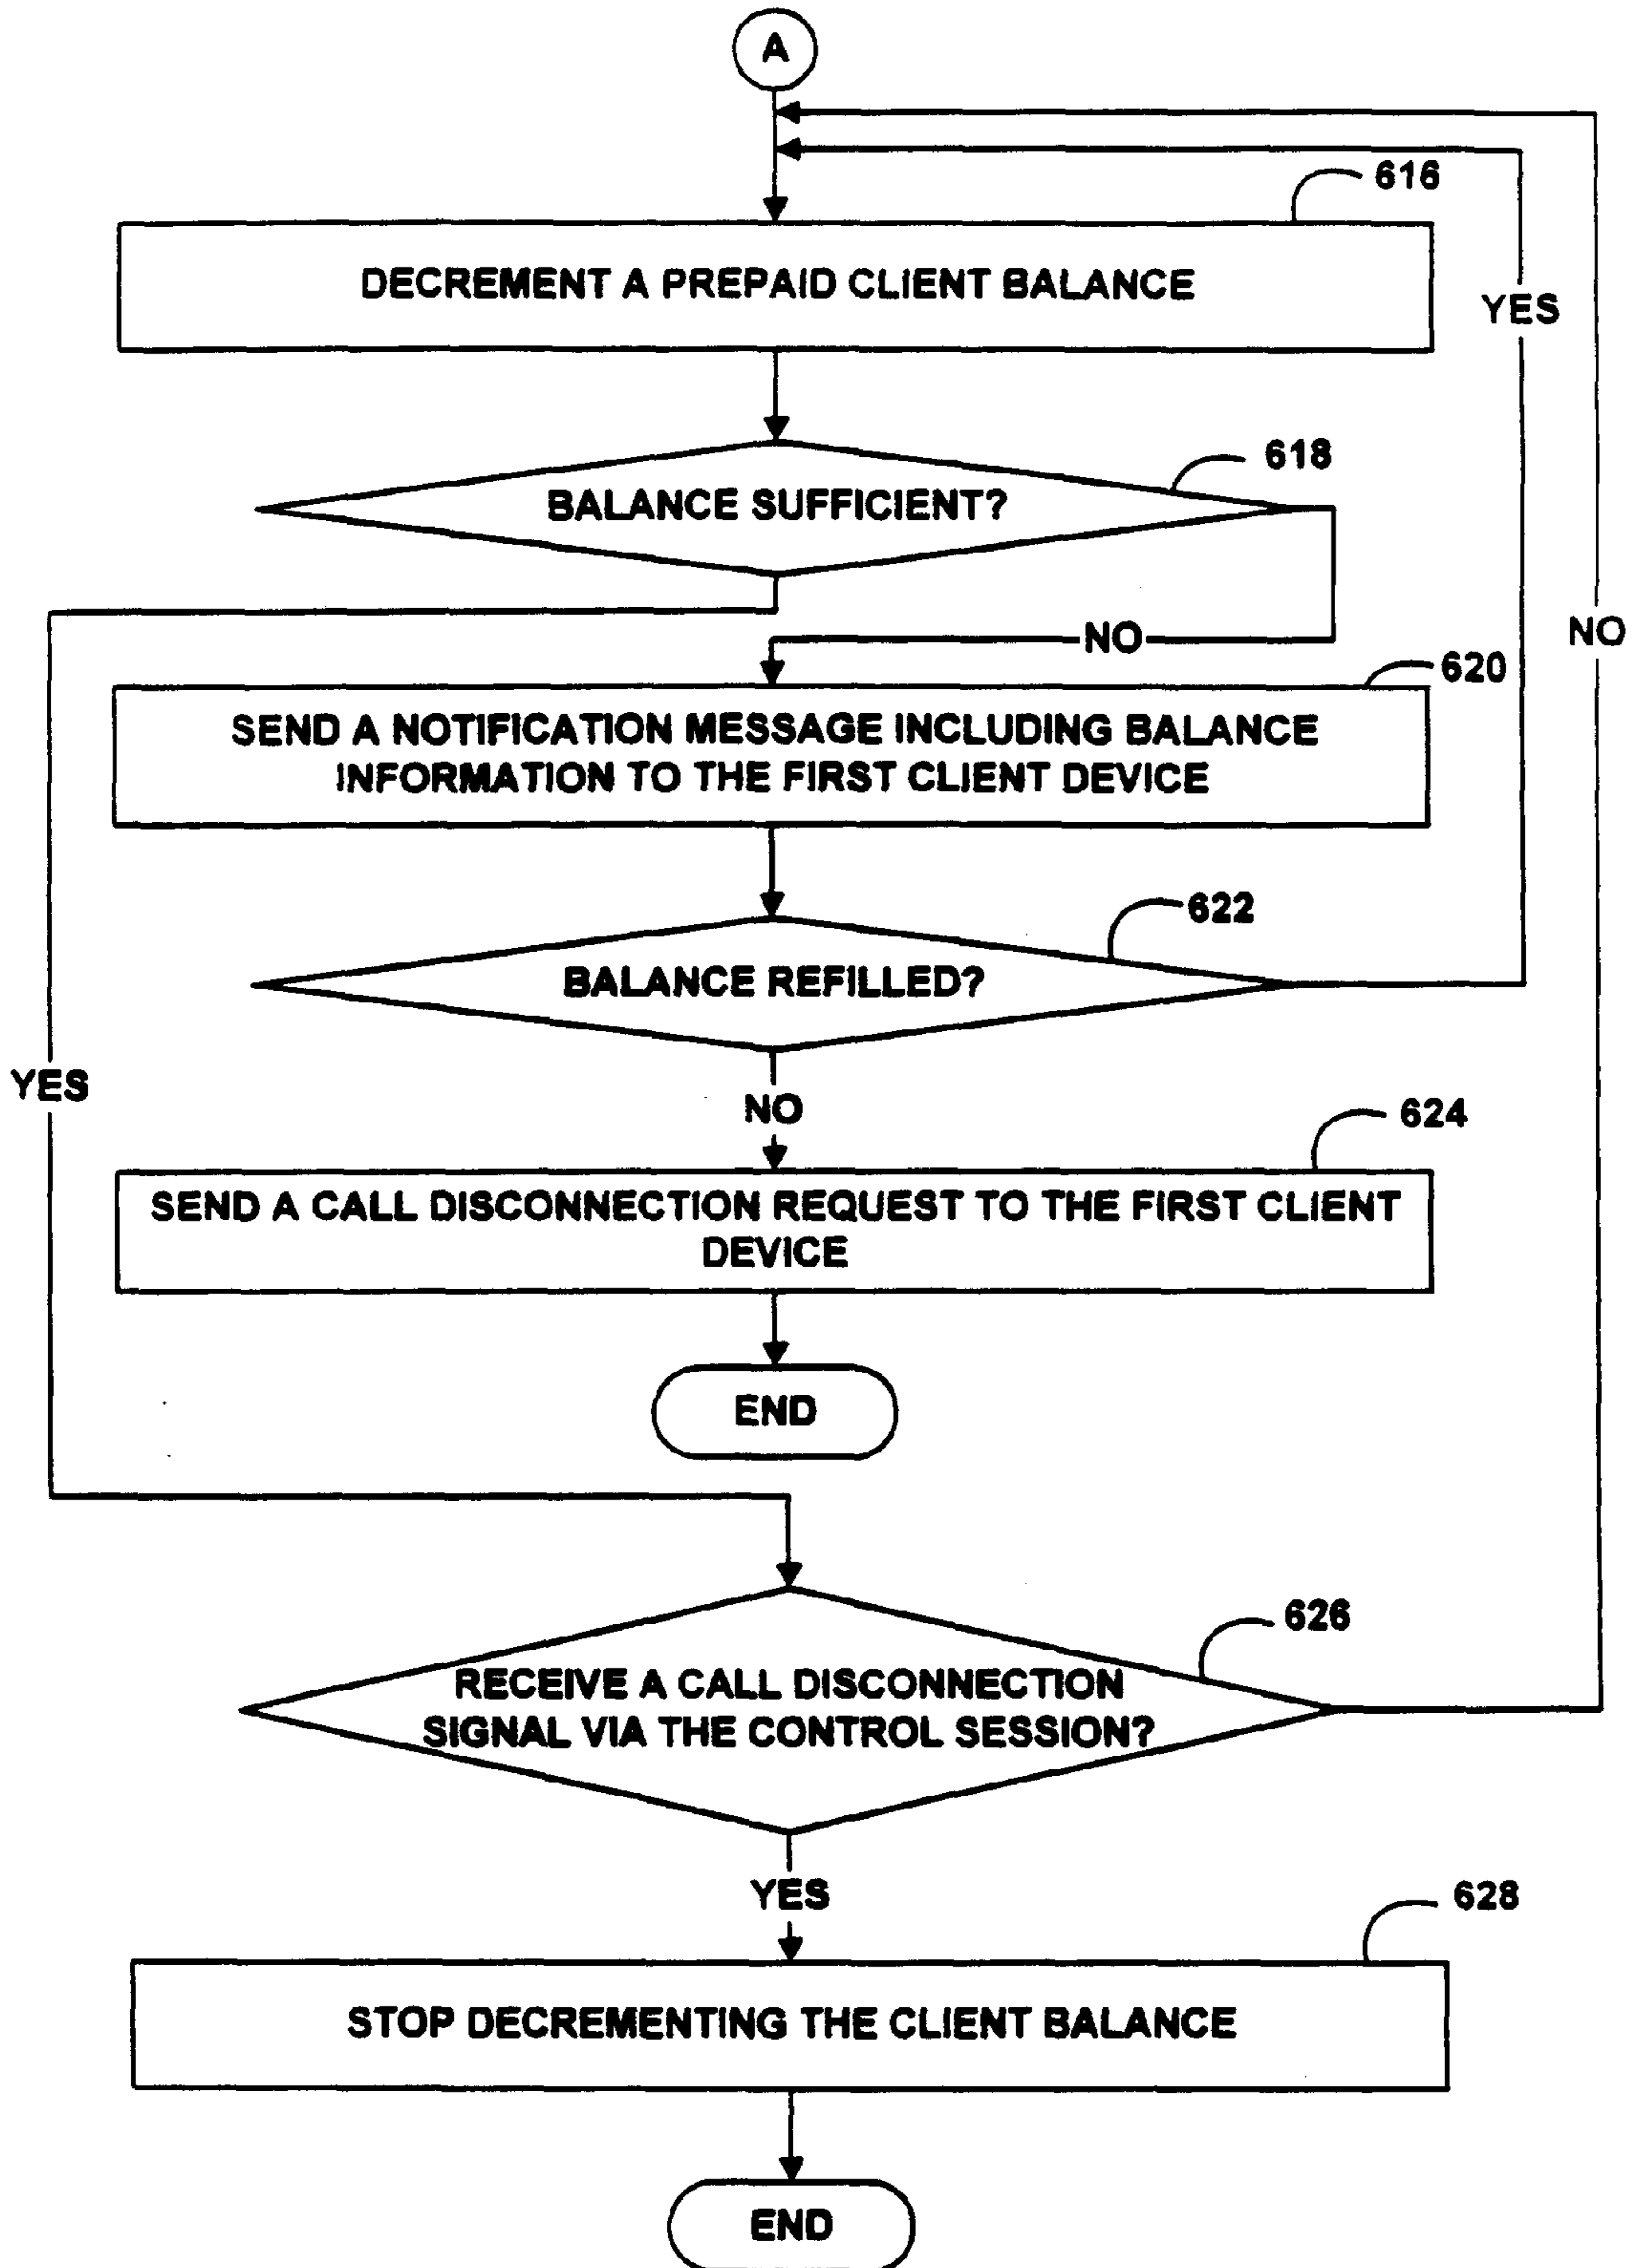 A
616
DECREMENT A PREPAID CLIENT BALANCE
YES
618
BALANCE SUFFICIENT?
NO
NO
620
SEND A NOTIFICATION MESSAGE INCLUDING BALANCE
INFORMATION TO THE FIRST CLIENT DEVICE
622
BALANCE REFILLED?
YES
NO
624
SEND A CALL DISCONNECTION REQUEST TO THE FIRST CLIENT
DEVICE
END
626
RECEIVE A CALL DISCONNECTION
SIGNAL VIA THE CONTROL SESSION?
YES
628
STOP DECREMENTING THE CLIENT BALANCE
END